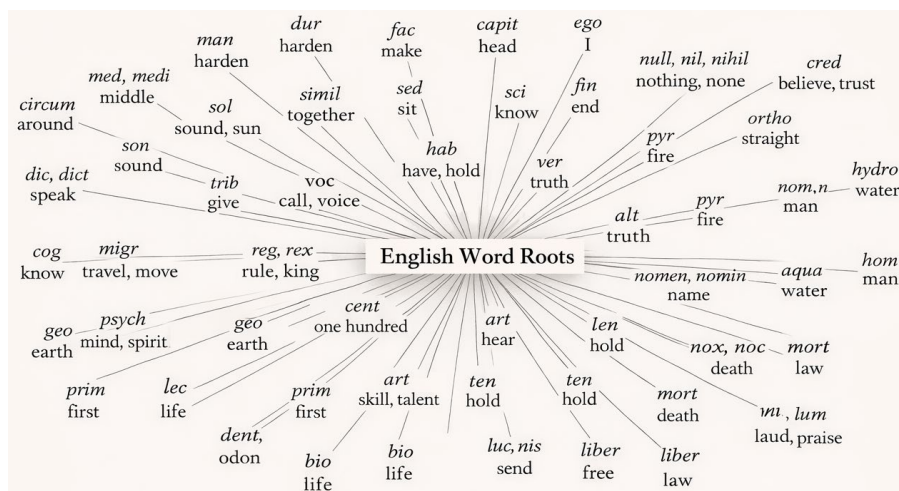 dur
harden
fac
make
capit
head
ego
I
man
harden
null, nil, nihil
nothing, none
cred
believe, trust
med, medi
middle
simil
together
sed
sit
sci
know
fin
end
circum
around
sol
sound, sun
ortho
straight
son
sound
hab
have, hold
ver
truth
pyr
fire
dic, dict
speak
trib
give
voc
call, voice
alt
truth
pyr
fire
nom,n
man
hydro
water
cog
know
migr
travel, move
reg, rex
rule, king
English Word Roots
nomen, nomin
name
aqua
water
hom
man
geo
earth
psych
mind, spirit
geo
earth
cent
one hundred
art
hear
len
hold
nox, noc
death
mort
law
prim
first
lec
life
prim
first
art
skill, talent
ten
hold
ten
hold
mort
death
, lum
laud, praise
dent,
odon
bio
life
bio
life
luc, nis
send
liber
free
liber
law